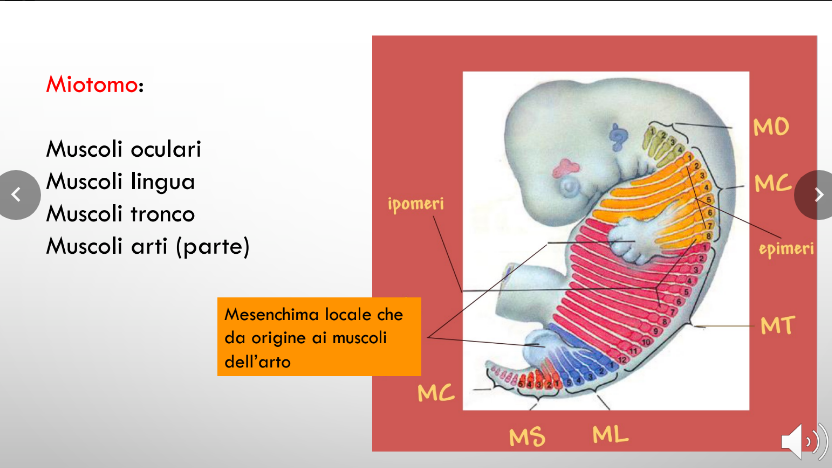 Miotomo:
Muscoli oculari
Muscoli lingua
Muscoli tronco
Muscoli arti (parte)
Mesenchima locale che
da origine ai muscoli
dell'arto
ipomeri
MO
MC
epimeri
MT
MC
MS
ML
1
2
3
4
1
2
3
4
5
6
7
8
1
2
3
4
5
6
7
8
9
10
11
12
1
2
3
4
5
1
2
3
4
5